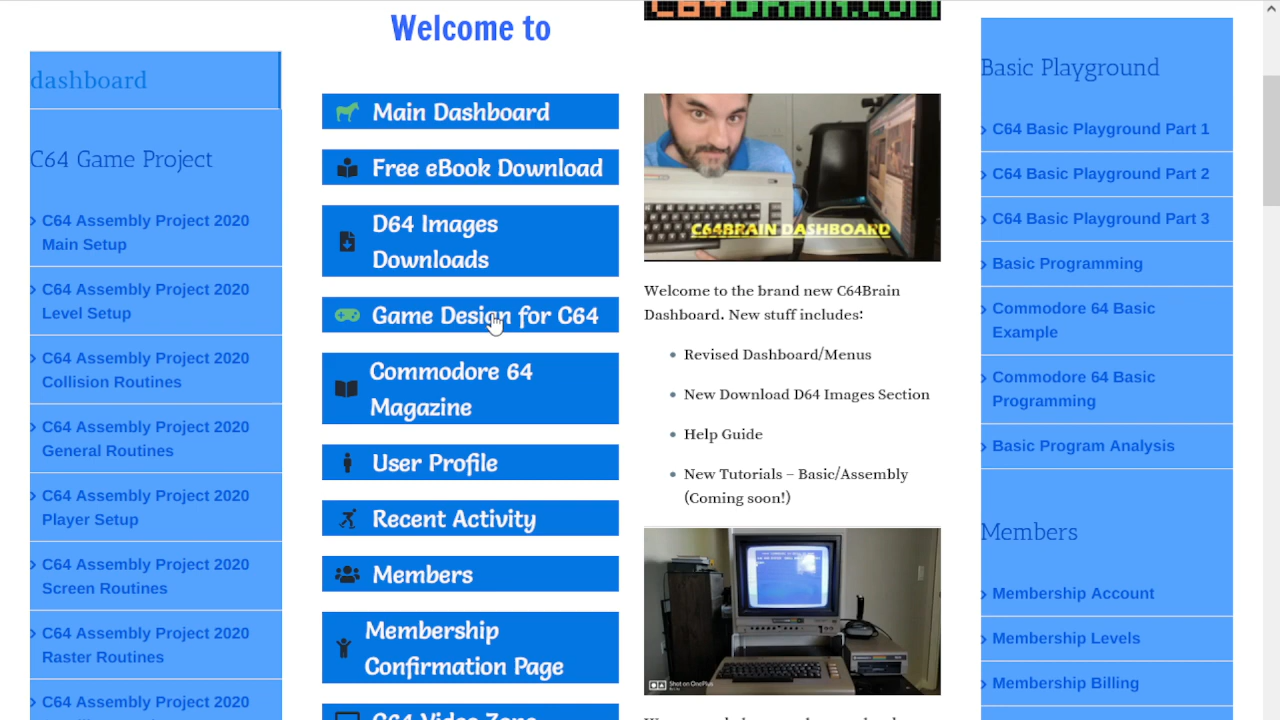 dashboard
C64 Game Project
C64 Assembly Project 2020
Main Setup
C64 Assembly Project 2020
Level Setup
C64 Assembly Project 2020
Collision Routines
C64 Assembly Project 2020
General Routines
C64 Assembly Project 2020
Player Setup
C64 Assembly Project 2020
Screen Routines
C64 Assembly Project 2020
Raster Routines
C64 Assembly Project 2020
Welcome to
Main Dashboard
Free eBook Download
D64 Images
Downloads
Game Design for C64
Commodore 64
Magazine
User Profile
Recent Activity
Members
Membership
Confirmation Page
C64 Video Zone
C64BRAIN.COM
C64BRAIN DASHBOARD
Welcome to the brand new C64Brain
Dashboard. New stuff includes:
Revised Dashboard/Menus
New Download D64 Images Section
Help Guide
New Tutorials – Basic/Assembly
(Coming soon!)
Shot on OnePlus
Basic Playground
C64 Basic Playground Part 1
C64 Basic Playground Part 2
C64 Basic Playground Part 3
Basic Programming
Commodore 64 Basic
Example
Commodore 64 Basic
Programming
Basic Program Analysis
Members
Membership Account
Membership Levels
Membership Billing